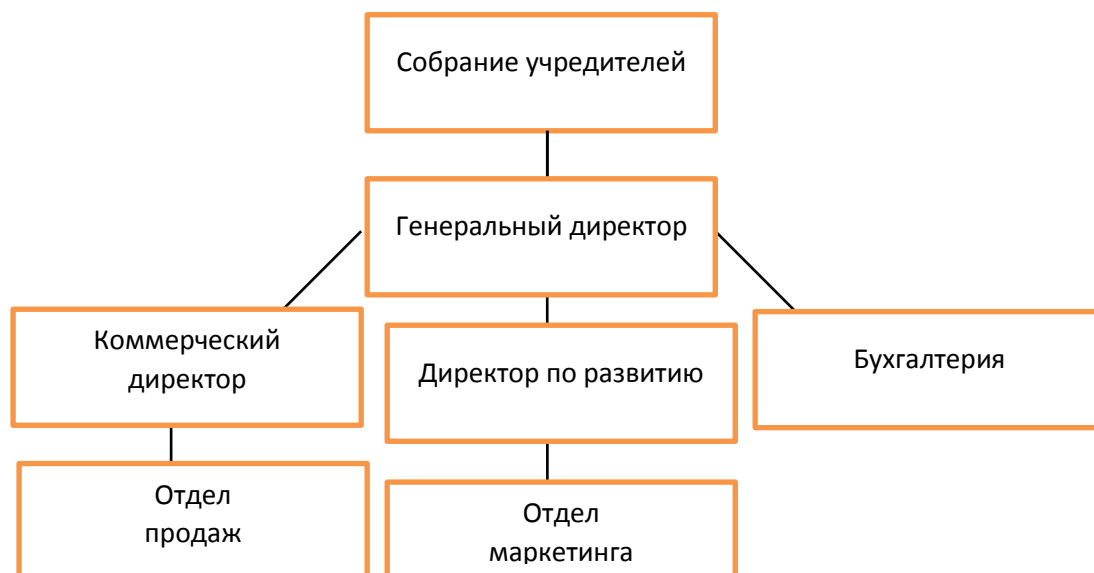 Собрание учредителей
Генеральный директор
Коммерческий
директор
Директор по развитию
Бухгалтерия
Отдел
продаж
Отдел
маркетинга